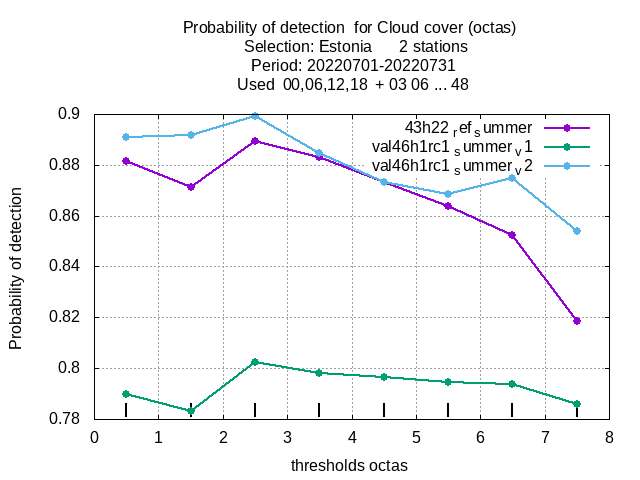 Probability of detection  for Cloud cover (octas)
Selection: Estonia      2 stations
Period: 20220701-20220731
Used  00,06,12,18  + 03 06 ... 48
43h22_ref_summer
val46h1rc1_summer_v1
val46h1rc1_summer_v2
Probability of detection
0.9
0.88
0.86
0.84
0.82
0.8
0.78
0 1 2 3 4 5 6 7 8
thresholds octas